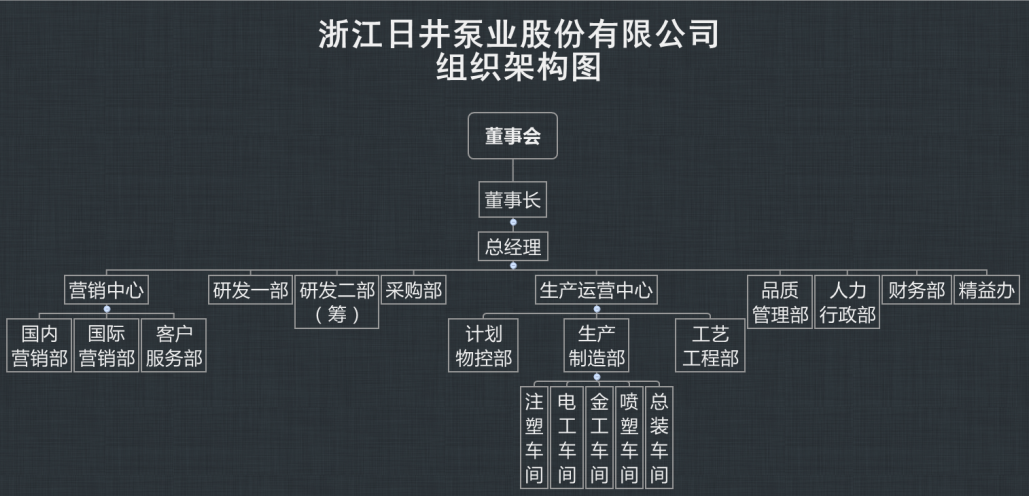 浙江日井泵业股份有限公司
组织架构图
董事会
董事长
总经理
营销中心
研发一部
研发二部
（筹）
采购部
生产运营中心
品质
管理部
人力
行政部
财务部
精益办
国内
营销部
国际
营销部
客户
服务部
计划
物控部
生产
制造部
工艺
工程部
注塑车间
电工车间
金工车间
喷塑车间
总装车间